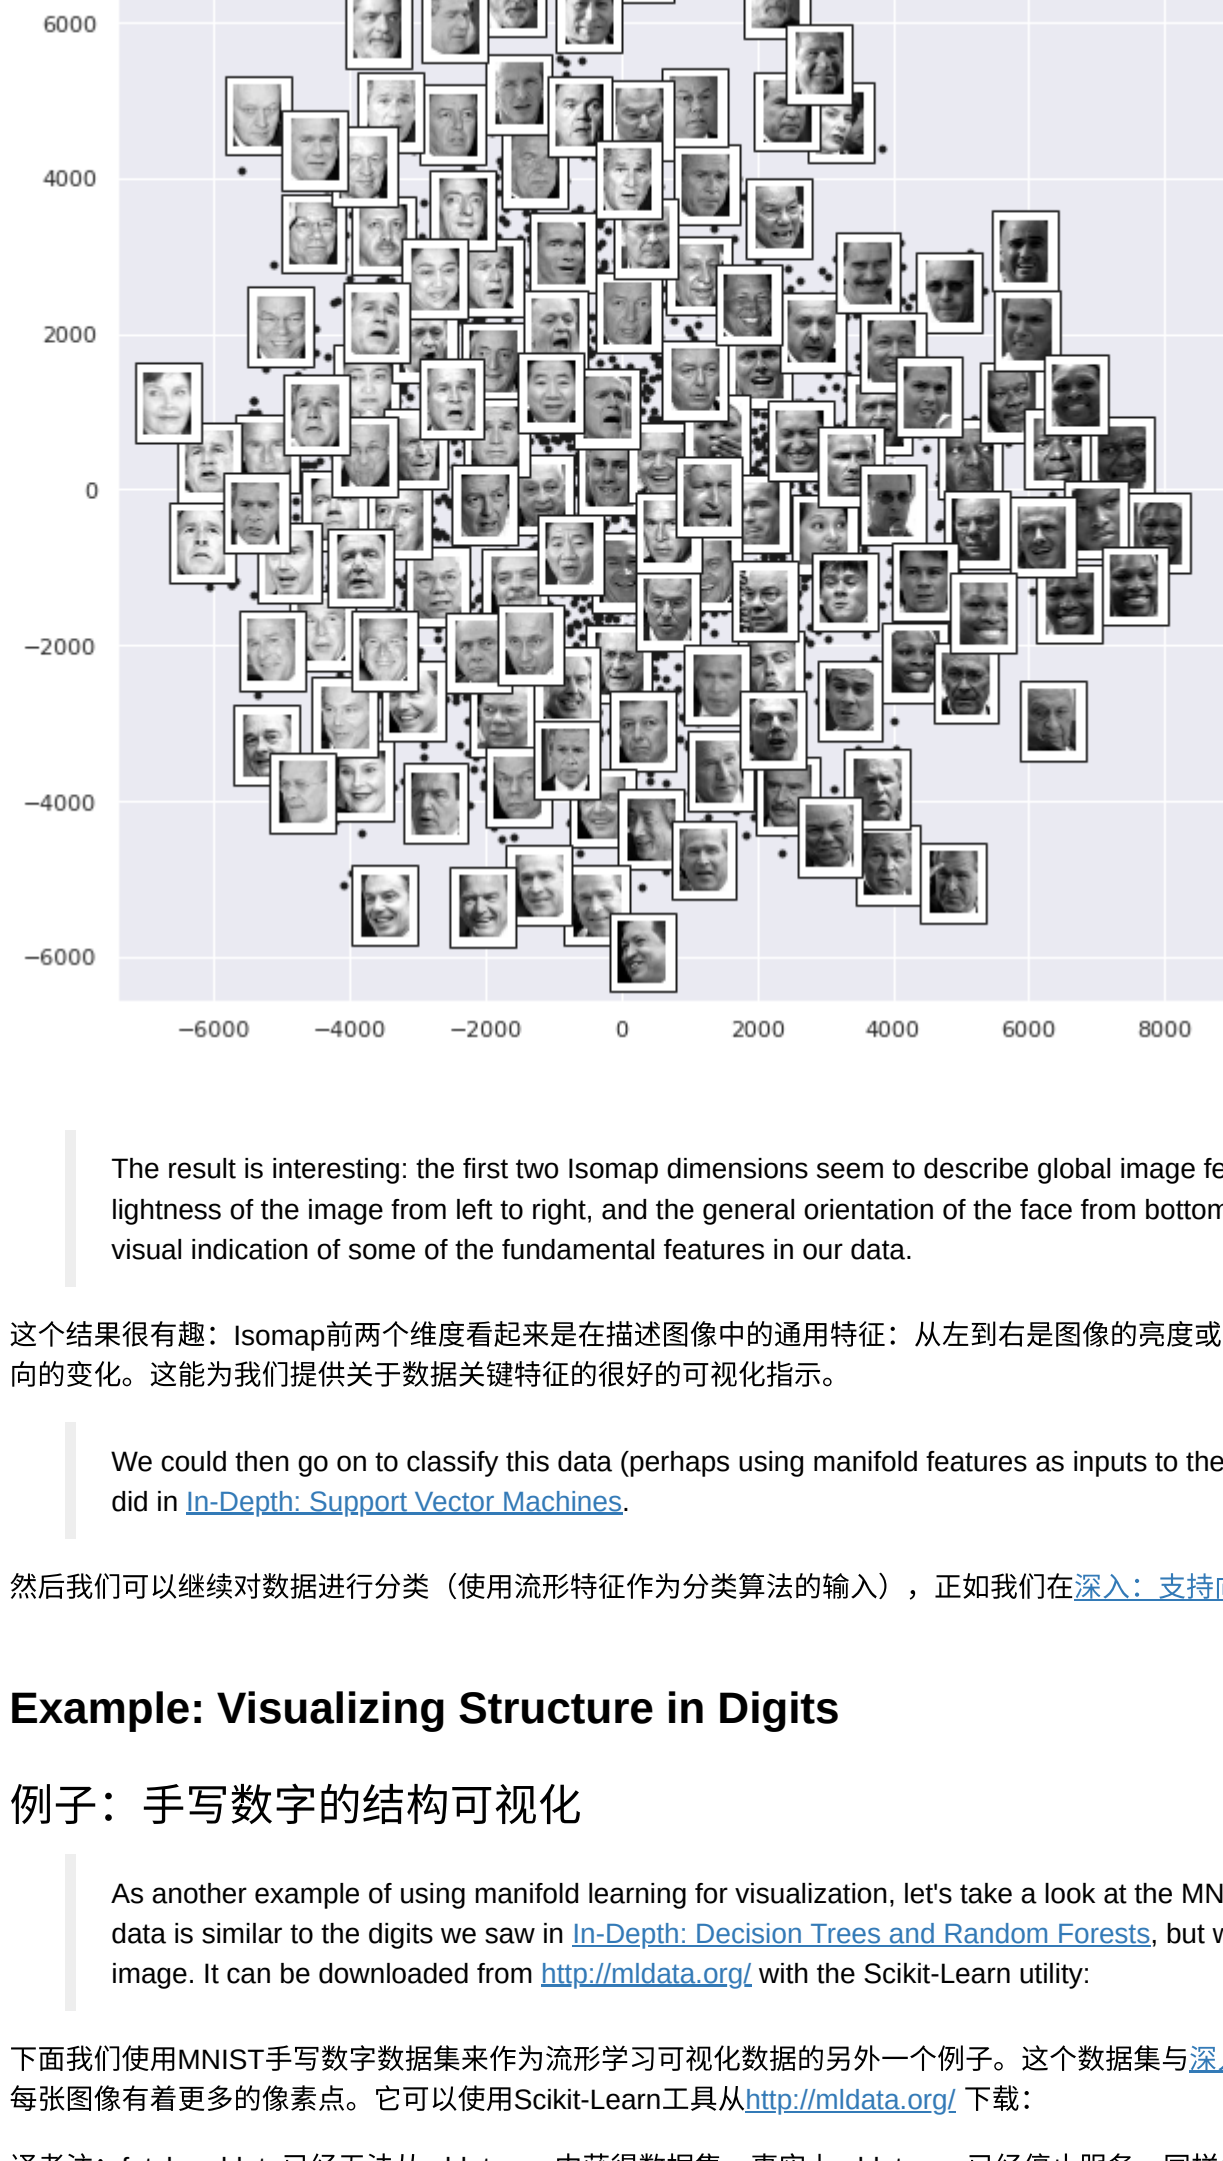 6000
4000
2000
0
−2000
−4000
−6000
−6000 −4000 −2000 0 2000 4000 6000 8000
The result is interesting: the first two Isomap dimensions seem to describe global image fe
lightness of the image from left to right, and the general orientation of the face from bottom
visual indication of some of the fundamental features in our data.
这个结果很有趣：Isomap前两个维度看起来是在描述图像中的通用特征：从左到右是图像的亮度或
向的变化。这能为我们提供关于数据关键特征的很好的可视化指示。
We could then go on to classify this data (perhaps using manifold features as inputs to the
did in In-Depth: Support Vector Machines.
然后我们可以继续对数据进行分类（使用流形特征作为分类算法的输入），正如我们在深入：支持向
Example: Visualizing Structure in Digits
例子：手写数字的结构可视化
As another example of using manifold learning for visualization, let's take a look at the MN
data is similar to the digits we saw in In-Depth: Decision Trees and Random Forests, but w
image. It can be downloaded from http://mldata.org/ with the Scikit-Learn utility:
下面我们使用MNIST手写数字数据集来作为流形学习可视化数据的另外一个例子。这个数据集与深入
每张图像有着更多的像素点。它可以使用Scikit-Learn工具从http://mldata.org/ 下载：